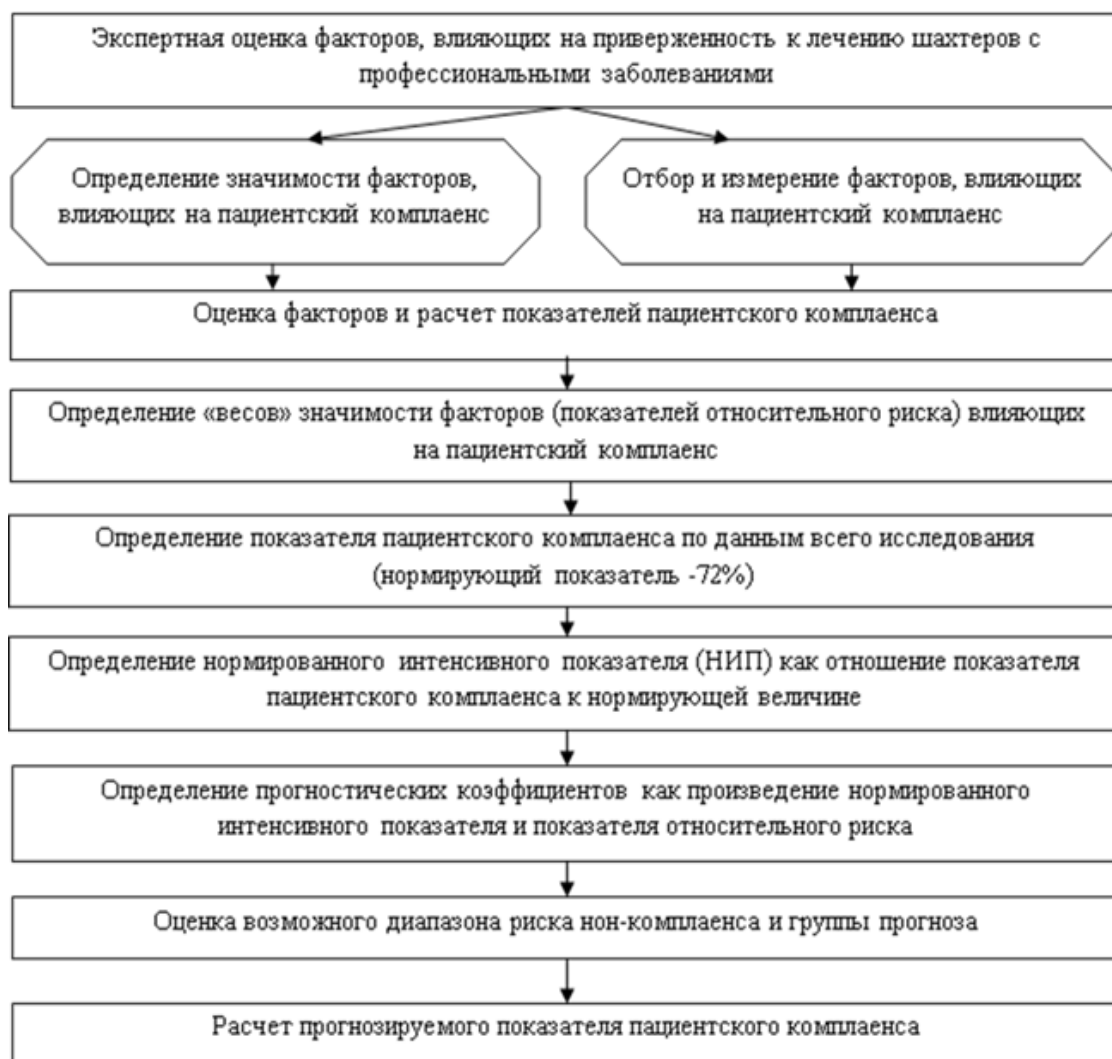 Экспертная оценка факторов, влияющих на приверженность к лечению шахтеров с
профессиональными заболеваниями
Определение значимости факторов,
влияющих на пациентский комплаенс
Отбор и измерение факторов, влияющих
на пациентский комплаенс
Оценка факторов и расчет показателей пациентского комплаенса
Определение «весов» значимости факторов (показателей относительного риска) влияющих
на пациентский комплаенс
Определение показателя пациентского комплаенса по данным всего исследования
(нормирующий показатель -72%)
Определение нормированного интенсивного показателя (НИП) как отношение показателя
пациентского комплаенса к нормирующей величине
Определение прогностических коэффициентов как произведение нормированного
интенсивного показателя и показателя относительного риска
Оценка возможного диапазона риска нон-комплаенса и группы прогноза
Расчет прогнозируемого показателя пациентского комплаенса